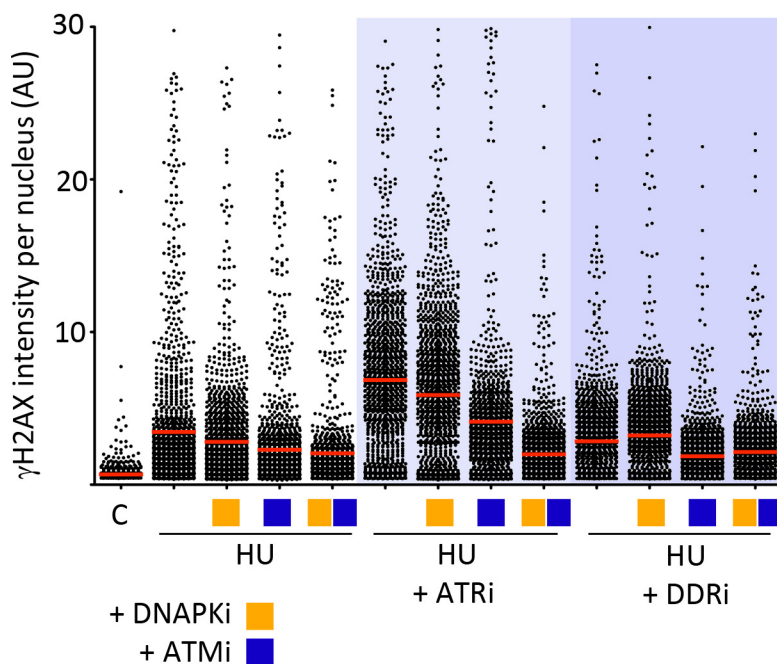 γH2AX intensity per nucleus (AU)
30
20
10
C
HU
HU
+ ATRi
HU
+ DDRi
+ DNAPKi
+ ATMi